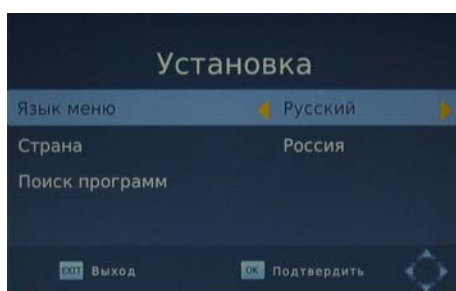 Установка
Язык меню Русский
Страна Россия
Поиск программ
EXIT Выход OK Подтвердить